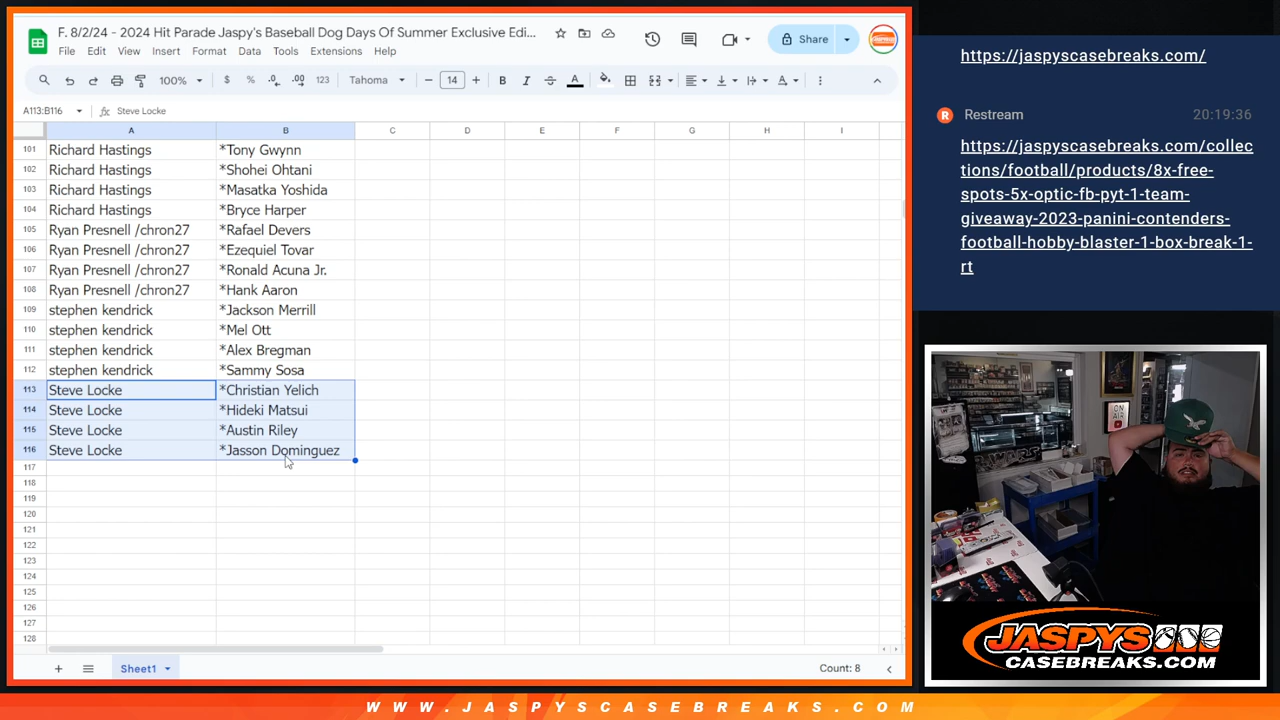 F. 8/2/24 - 2024 Hit Parade Jaspy's Baseball Dog Days Of Summer Exclusive Edi...
File Edit View Insert Format Data Tools Extensions Help
Share
100% $ % .0 .00 123 Tahoma 14 B I A
A113:B116 fx Steve Locke
A B C D E F G H I
101 Richard Hastings *Tony Gwynn
102 Richard Hastings *Shohei Ohtani
103 Richard Hastings *Masatka Yoshida
104 Richard Hastings *Bryce Harper
105 Ryan Presnell /chron27 *Rafael Devers
106 Ryan Presnell /chron27 *Ezequiel Tovar
107 Ryan Presnell /chron27 *Ronald Acuna Jr.
108 Ryan Presnell /chron27 *Hank Aaron
109 stephen kendrick *Jackson Merrill
110 stephen kendrick *Mel Ott
111 stephen kendrick *Alex Bregman
112 stephen kendrick *Sammy Sosa
113 Steve Locke *Christian Yelich
114 Steve Locke *Hideki Matsui
115 Steve Locke *Austin Riley
116 Steve Locke *Jasson Dominguez
117
118
119
120
121
122
123
124
125
126
127
128
Sheet1
Count: 8
https://jaspyscasebreaks.com/
R Restream 20:19:36
https://jaspyscasebreaks.com/collec
tions/football/products/8x-free-
spots-5x-optic-fb-pyt-1-team-
giveaway-2023-panini-contenders-
football-hobby-blaster-1-box-break-1-
rt
ON
AIR
JASPYS
CASEBREAKS.COM
WWW.JASPYSCASEBREAKS.COM